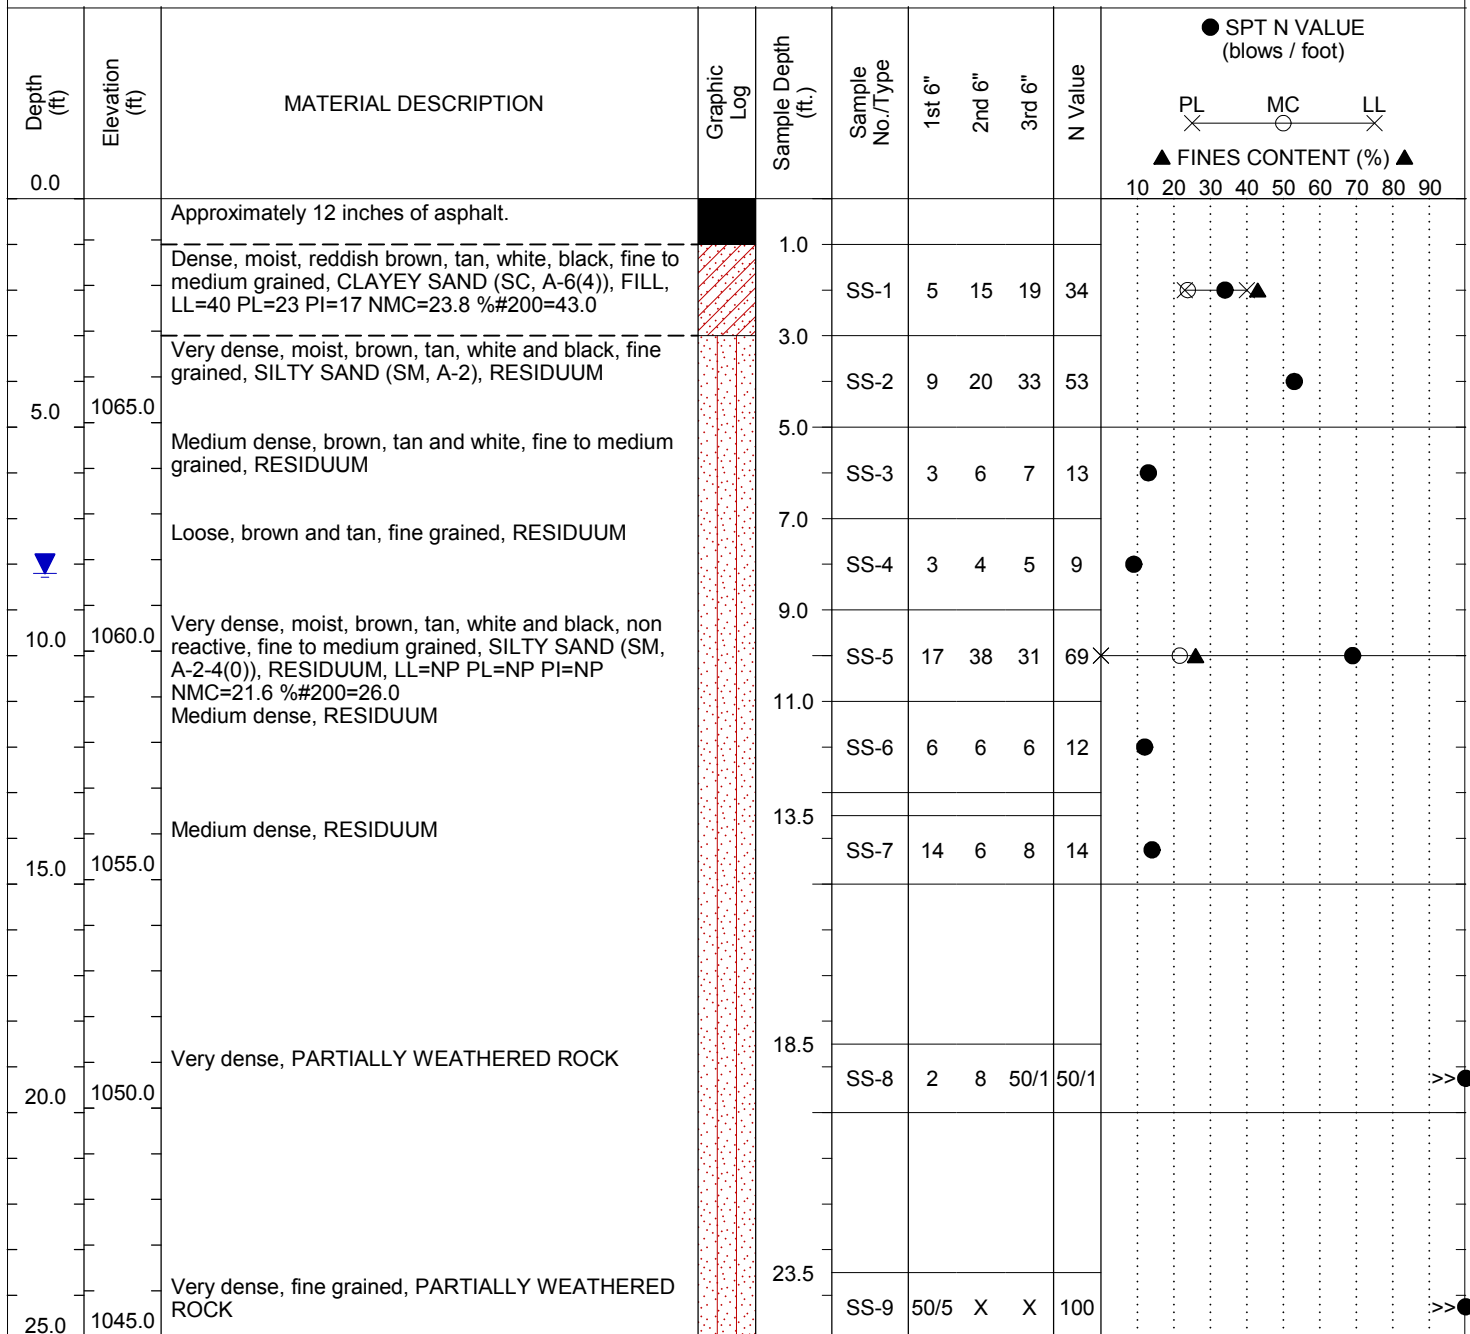 SPT N VALUE
(blows / foot)
PL MC LL
FINES CONTENT (%)
10 20 30 40 50 60 70 80 90
Depth
(ft)
Elevation
(ft)
MATERIAL DESCRIPTION
Graphic
Log
Sample Depth
(ft.)
Sample
No./Type
1st 6"
2nd 6"
3rd 6"
N Value
0.0
Approximately 12 inches of asphalt.
1.0
Dense, moist, reddish brown, tan, white, black, fine to
medium grained, CLAYEY SAND (SC, A-6(4)), FILL,
LL=40 PL=23 PI=17 NMC=23.8 %#200=43.0
SS-1 5 15 19 34
3.0
Very dense, moist, brown, tan, white and black, fine
grained, SILTY SAND (SM, A-2), RESIDUUM
SS-2 9 20 33 53
5.0 1065.0
5.0
Medium dense, brown, tan and white, fine to medium
grained, RESIDUUM
SS-3 3 6 7 13
7.0
Loose, brown and tan, fine grained, RESIDUUM
SS-4 3 4 5 9
9.0
10.0 1060.0
Very dense, moist, brown, tan, white and black, non
reactive, fine to medium grained, SILTY SAND (SM,
A-2-4(0)), RESIDUUM, LL=NP PL=NP PI=NP
NMC=21.6 %#200=26.0
SS-5 17 38 31 69
11.0
Medium dense, RESIDUUM
SS-6 6 6 6 12
13.5
Medium dense, RESIDUUM
SS-7 14 6 8 14
15.0 1055.0
18.5
Very dense, PARTIALLY WEATHERED ROCK
SS-8 2 8 50/1 50/1 >>
20.0 1050.0
23.5
Very dense, fine grained, PARTIALLY WEATHERED
ROCK
SS-9 50/5 X X 100 >>
25.0 1045.0